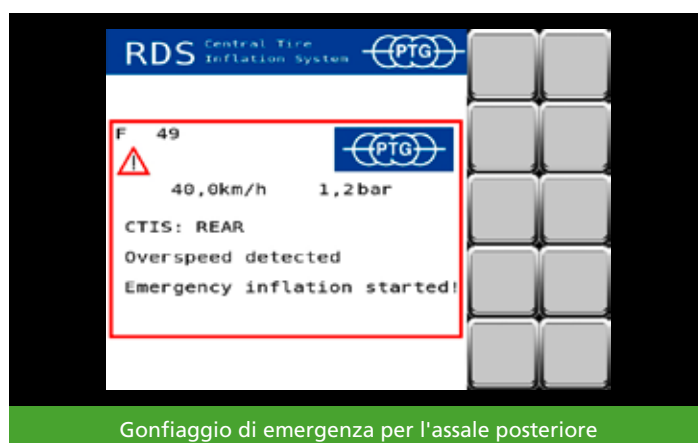 RDS Central Tire Inflation System PTG
F 49
PTG
40,0km/h 1,2bar
CTIS: REAR
Overspeed detected
Emergency inflation started!
Gonfiaggio di emergenza per l'assale posteriore